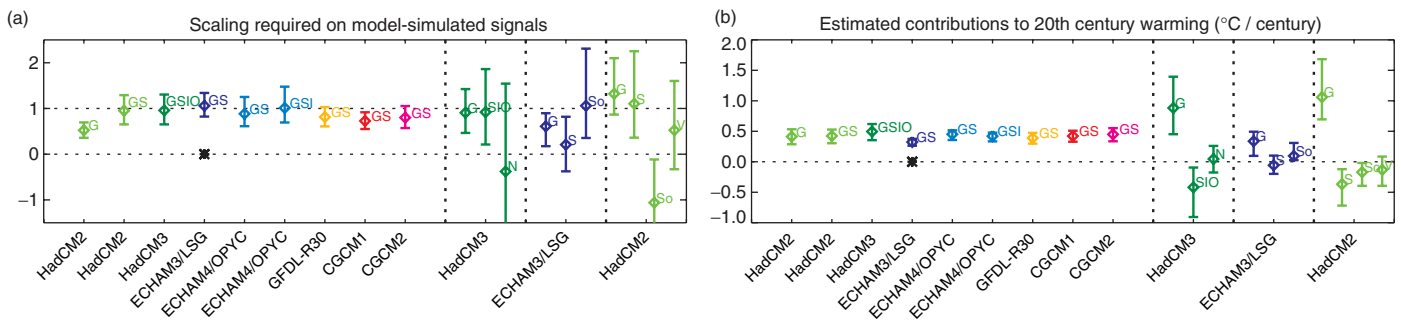 (a)
Scaling required on model-simulated signals
2
1
0
−1
G
GS
GSIO
GS
GS
GSI
GS
GS
GS
G
SIO
N
G
S
So
G
S
So
V
HadCM2
HadCM2
HadCM3
ECHAM3/LSG
ECHAM4/OPYC
ECHAM4/OPYC
GFDL-R30
CGCM1
CGCM2
HadCM3
ECHAM3/LSG
HadCM2
(b)
Estimated contributions to 20th century warming (°C / century)
2.0
1.5
1.0
0.5
0.0
−0.5
−1.0
G
GS
GSIO
GS
GS
GSI
GS
GS
GS
G
SIO
N
G
S
So
G
S
So
V
HadCM2
HadCM2
HadCM3
ECHAM3/LSG
ECHAM4/OPYC
ECHAM4/OPYC
GFDL-R30
CGCM1
CGCM2
HadCM3
ECHAM3/LSG
HadCM2